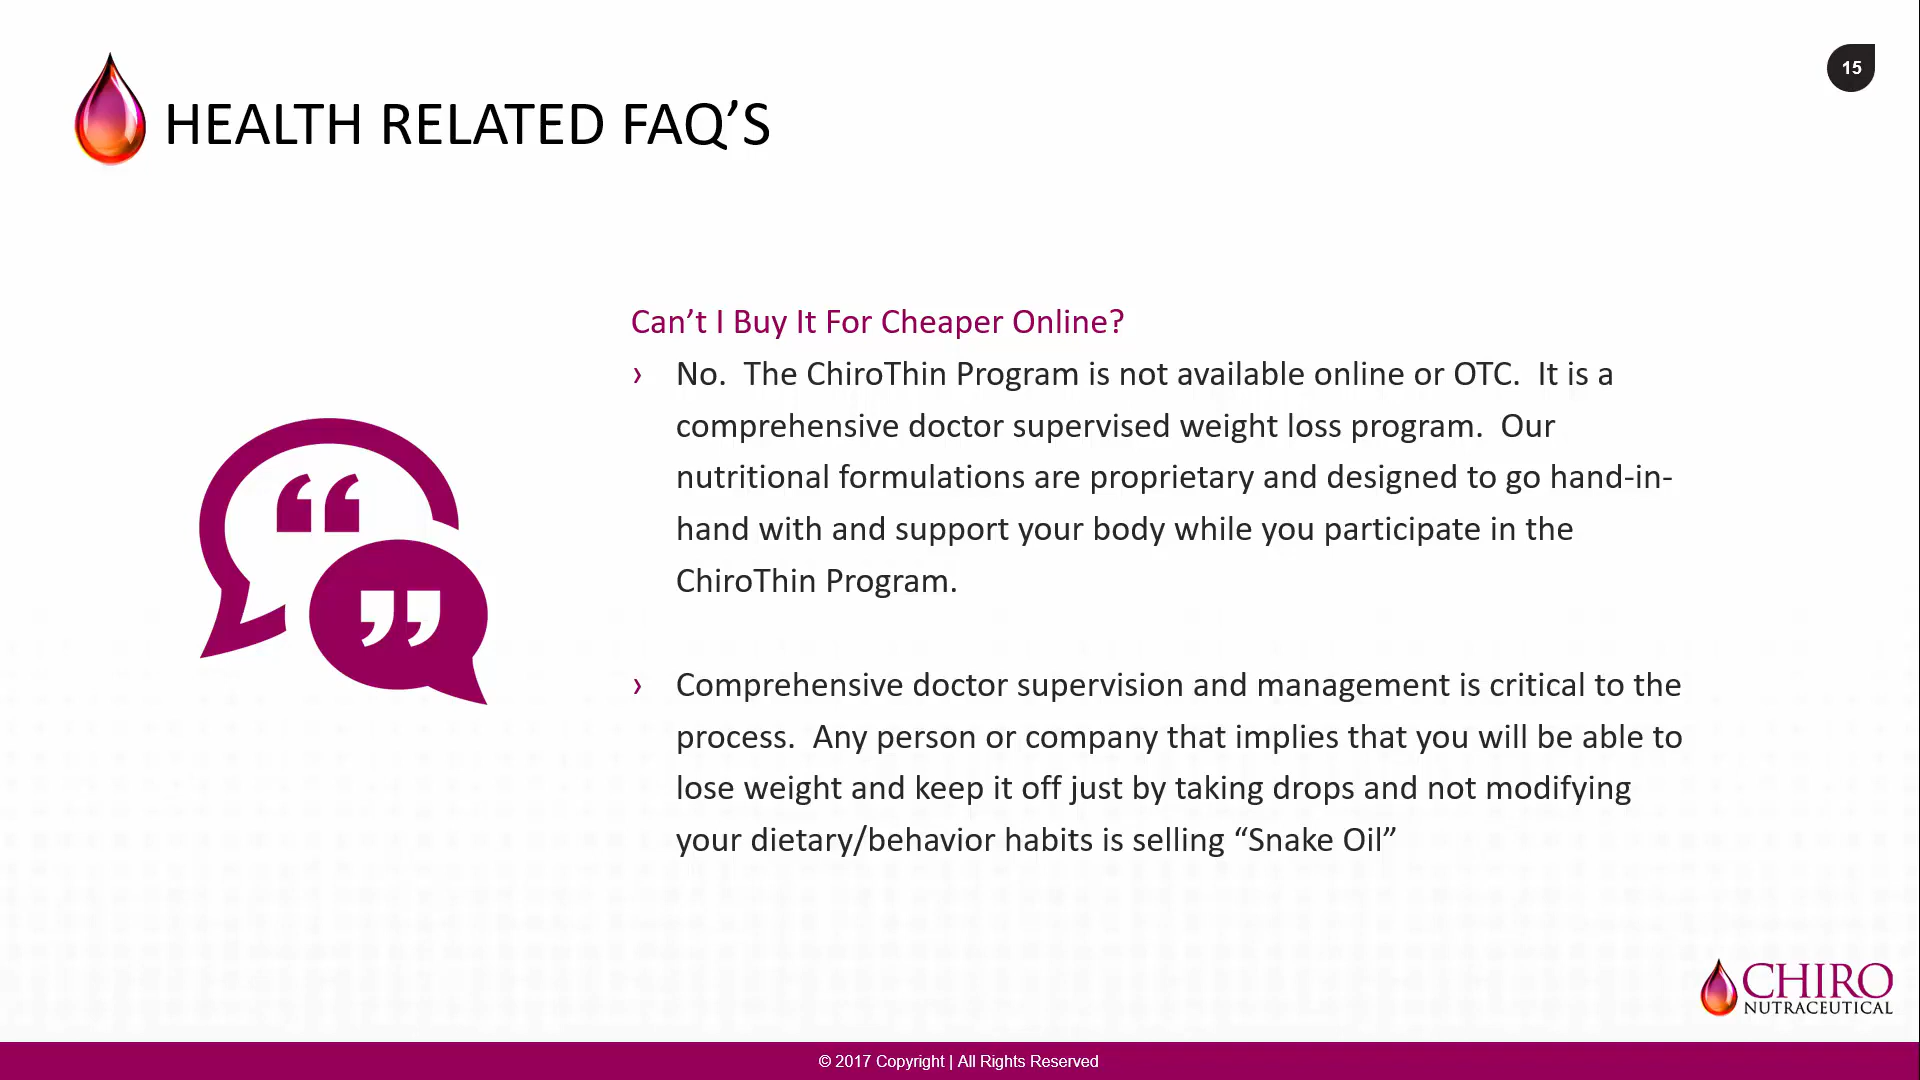 15
HEALTH RELATED FAQ’S
Can’t I Buy It For Cheaper Online?
› No.  The ChiroThin Program is not available online or OTC.  It is a
comprehensive doctor supervised weight loss program.  Our
nutritional formulations are proprietary and designed to go hand-in-
hand with and support your body while you participate in the
ChiroThin Program.
› Comprehensive doctor supervision and management is critical to the
process.  Any person or company that implies that you will be able to
lose weight and keep it off just by taking drops and not modifying
your dietary/behavior habits is selling “Snake Oil”
CHIRO
NUTRACEUTICAL
© 2017 Copyright | All Rights Reserved